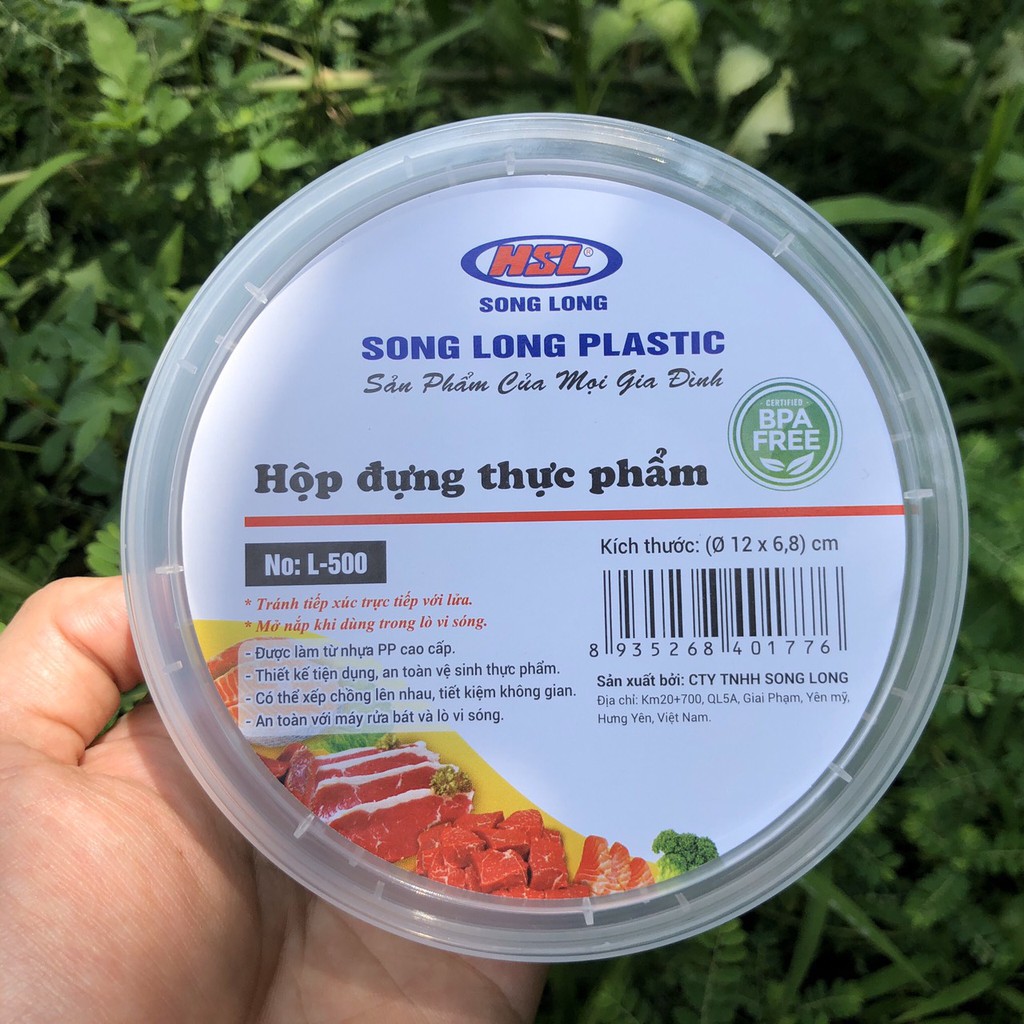 HSL®
SONG LONG
SONG LONG PLASTIC
Sản Phẩm Của Mọi Gia Đình
CERTIFIED
BPA
FREE
Hộp đựng thực phẩm
No: L-500
* Tránh tiếp xúc trực tiếp với lửa.
* Mở nắp khi dùng trong lò vi sóng.
- Được làm từ nhựa PP cao cấp.
- Thiết kế tiện dụng, an toàn vệ sinh thực phẩm.
- Có thể xếp chồng lên nhau, tiết kiệm không gian.
- An toàn với máy rửa bát và lò vi sóng.
Kích thước: (Ø 12 x 6,8) cm
8 935268 401776
Sản xuất bởi: CTY TNHH SONG LONG
Địa chỉ: Km20+700, QL5A, Giai Phạm, Yên mỹ,
Hưng Yên, Việt Nam.